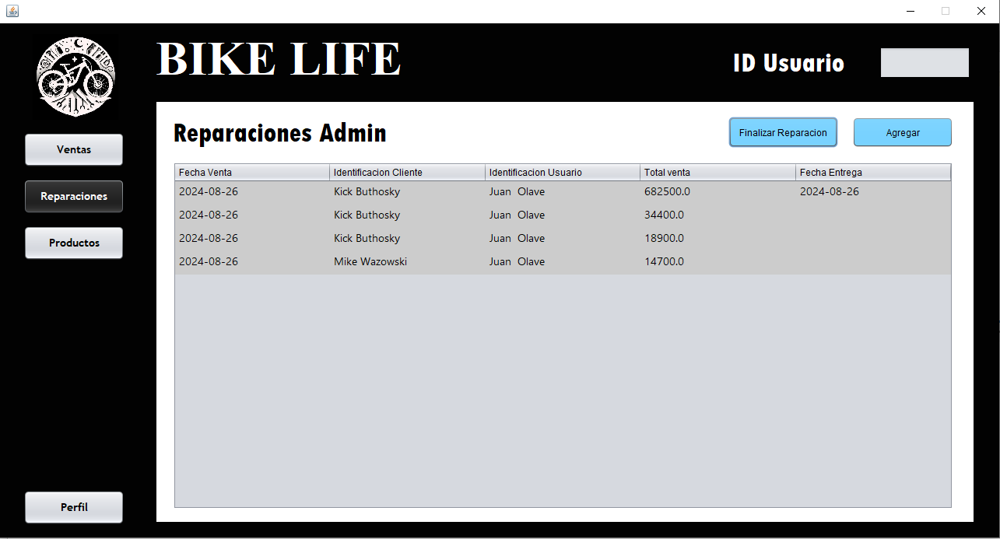 BIKE LIFE
ID Usuario
Ventas
Reparaciones
Productos
Perfil
Reparaciones Admin
Finalizar Reparacion
Agregar
Fecha Venta Identificacion Cliente Identificacion Usuario Total venta Fecha Entrega
2024-08-26 Kick Buthosky Juan Olave 682500.0 2024-08-26
2024-08-26 Kick Buthosky Juan Olave 34400.0
2024-08-26 Kick Buthosky Juan Olave 18900.0
2024-08-26 Mike Wazowski Juan Olave 14700.0